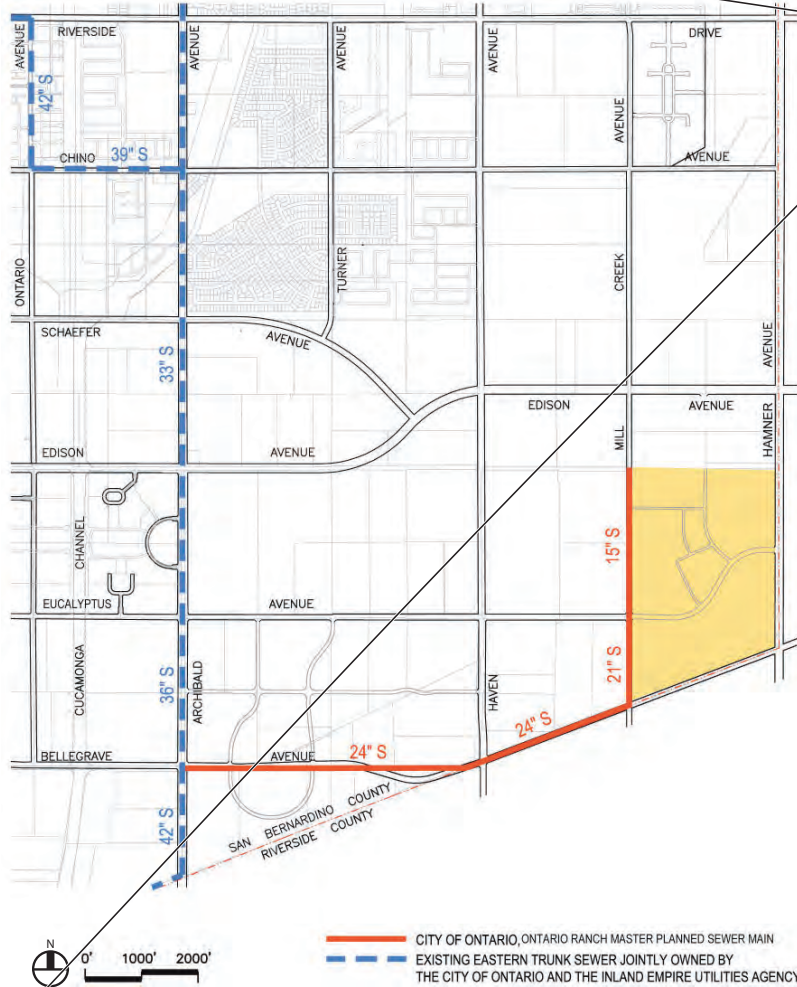 RIVERSIDE
DRIVE
AVENUE
AVENUE
AVENUE
AVENUE
42" S
AVENUE
CHINO
39" S
AVENUE
ONTARIO
TURNER
CREEK
SCHAEFER
AVENUE
AVENUE
33" S
EDISON
AVENUE
MILL
HAMNER
EDISON
AVENUE
CHANNEL
15" S
EUCALYPTUS
AVENUE
CUCAMONGA
36" S
ARCHIBALD
HAVEN
21" S
24" S
BELLEGRAVE
AVENUE
24" S
42" S
SAN BERNARDINO COUNTY
RIVERSIDE COUNTY
N
0' 1000' 2000'
CITY OF ONTARIO, ONTARIO RANCH MASTER PLANNED SEWER MAIN
EXISTING EASTERN TRUNK SEWER JOINTLY OWNED BY
THE CITY OF ONTARIO AND THE INLAND EMPIRE UTILITIES AGENCY